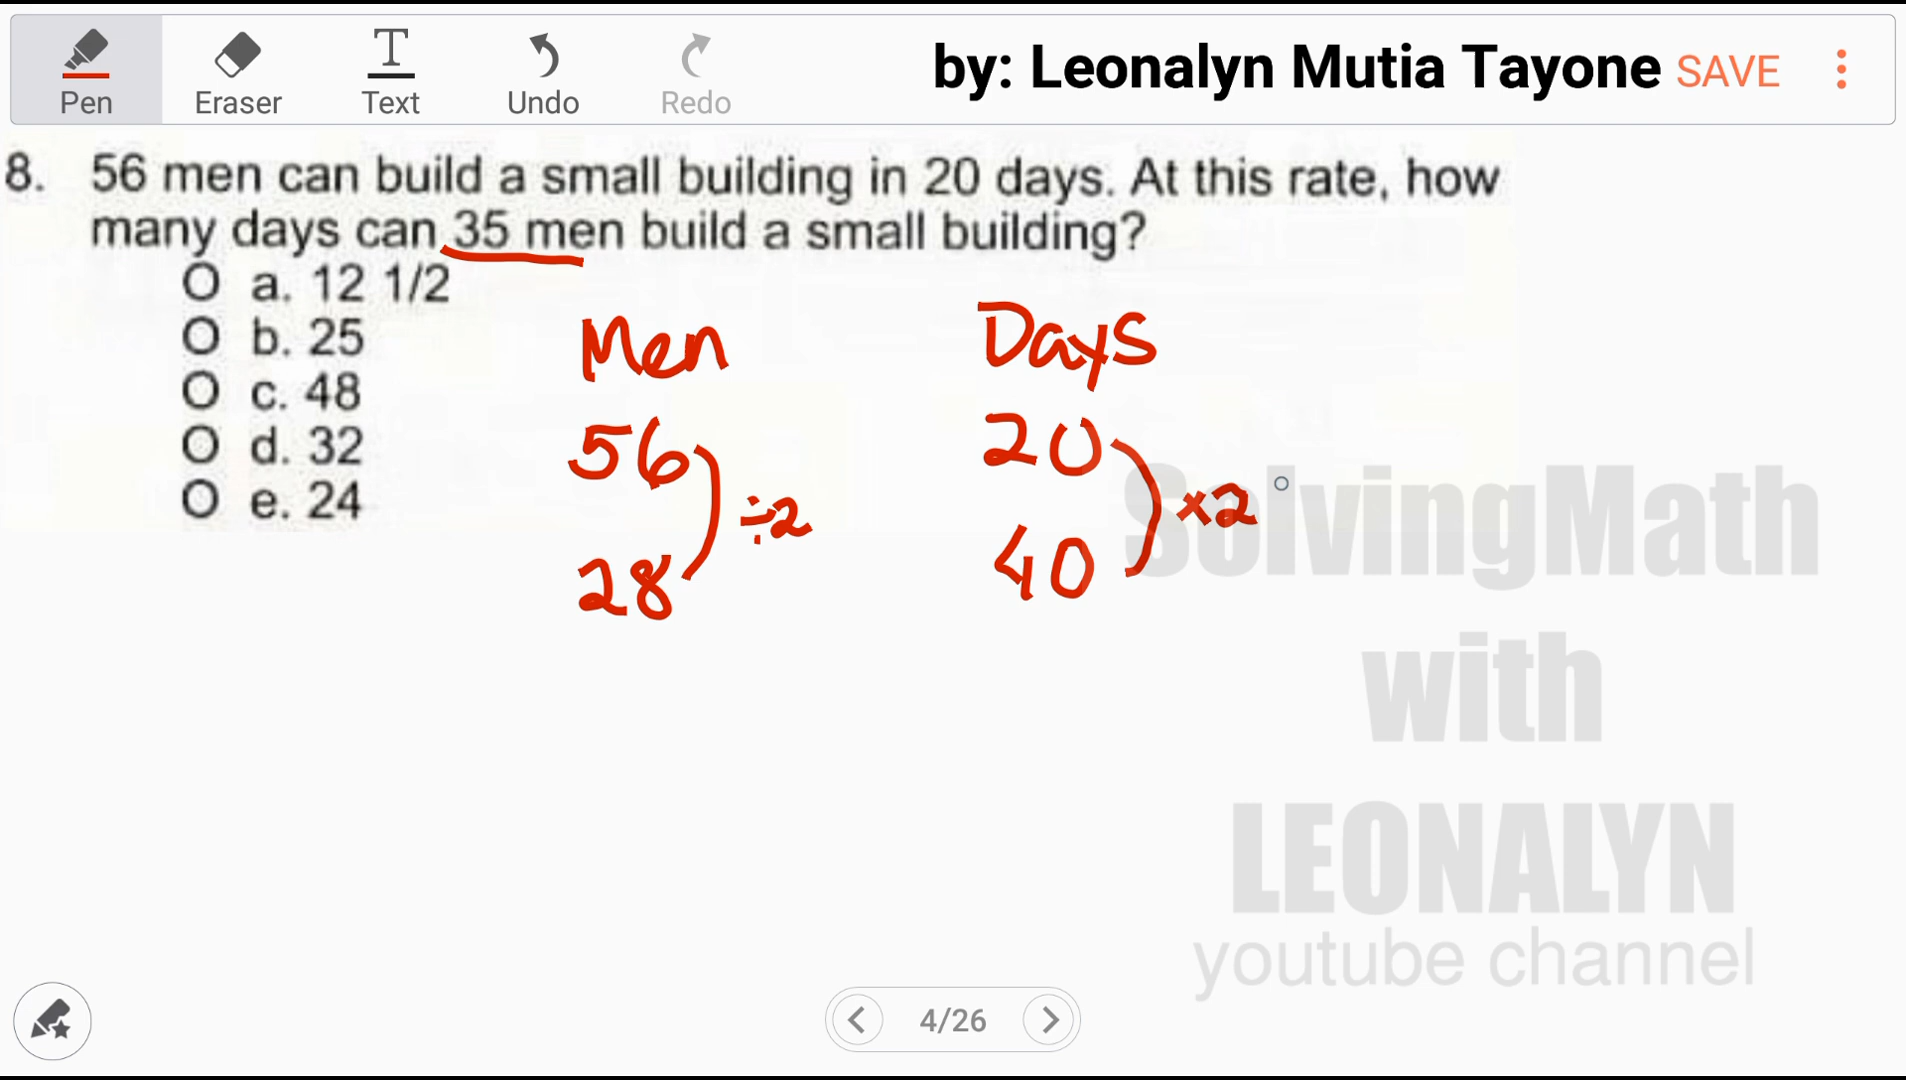 Pen Eraser Text Undo Redo by: Leonalyn Mutia Tayone SAVE
8. 56 men can build a small building in 20 days. At this rate, how
many days can 35 men build a small building?
O a. 12 1/2
O b. 25
O c. 48
O d. 32
O e. 24
Men Days
56 20
÷2 ×2
28 40
SolvingMath
with
LEONALYN
youtube channel
4/26